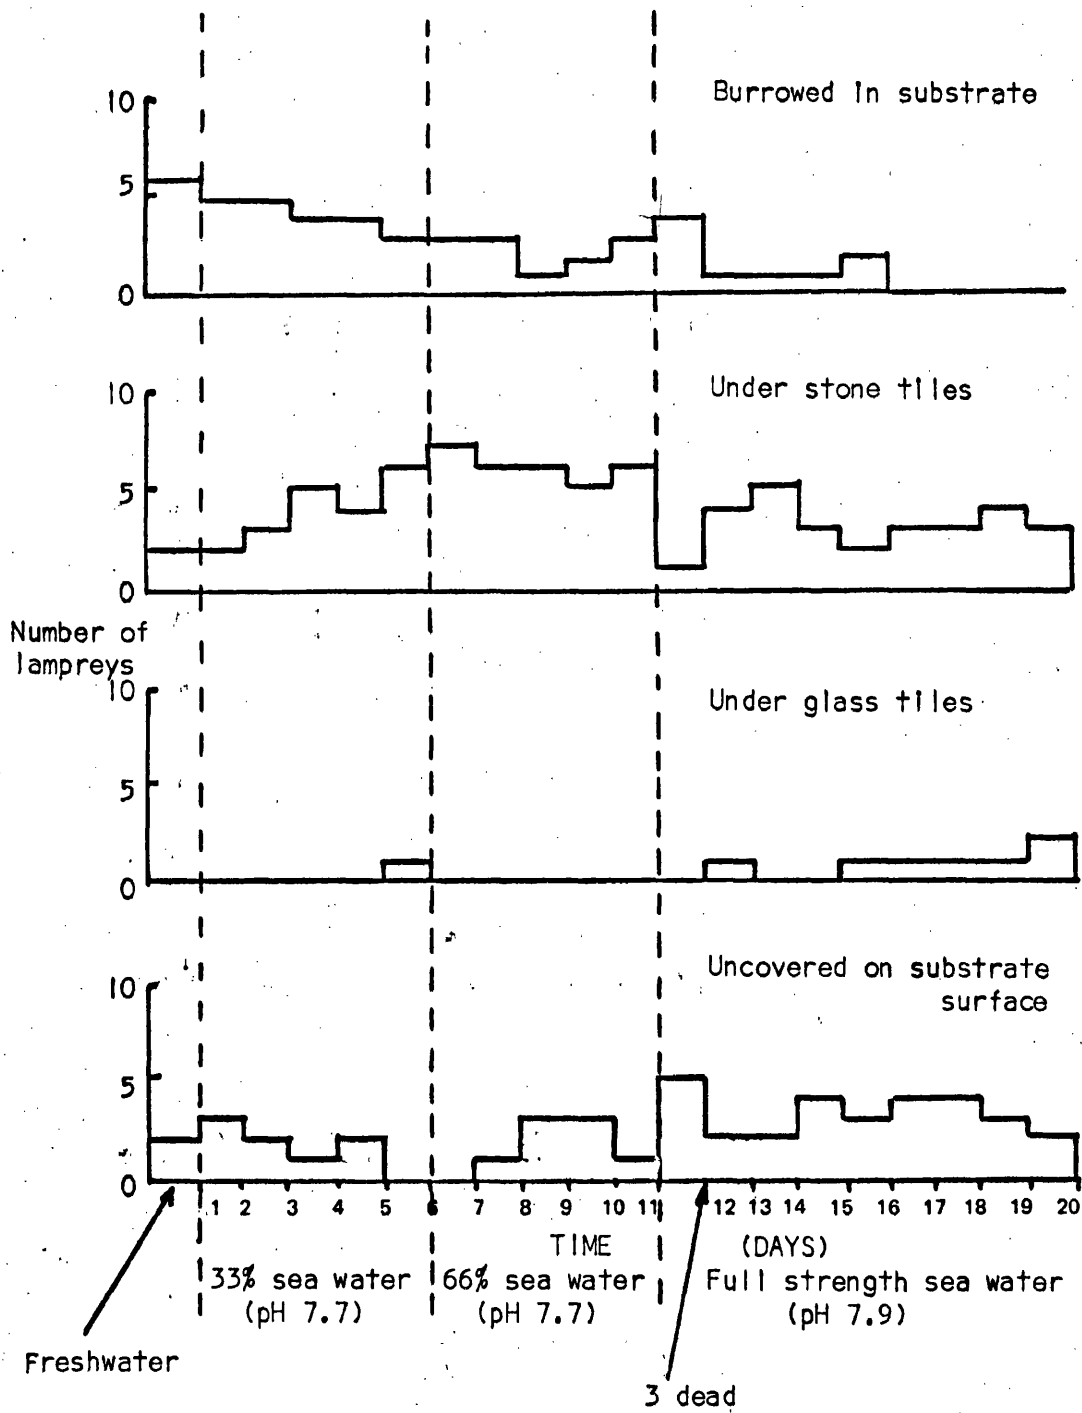 Burrowed in substrate
10
5
0
Under stone tiles
10
5
0
Number of
lampreys
Under glass tiles
10
5
0
Uncovered on substrate
surface
10
5
0
1 2 3 4 5 6 7 8 9 10 11 12 13 14 15 16 17 18 19 20
TIME (DAYS)
33% sea water 66% sea water Full strength sea water
(pH 7.7) (pH 7.7) (pH 7.9)
Freshwater
3 dead